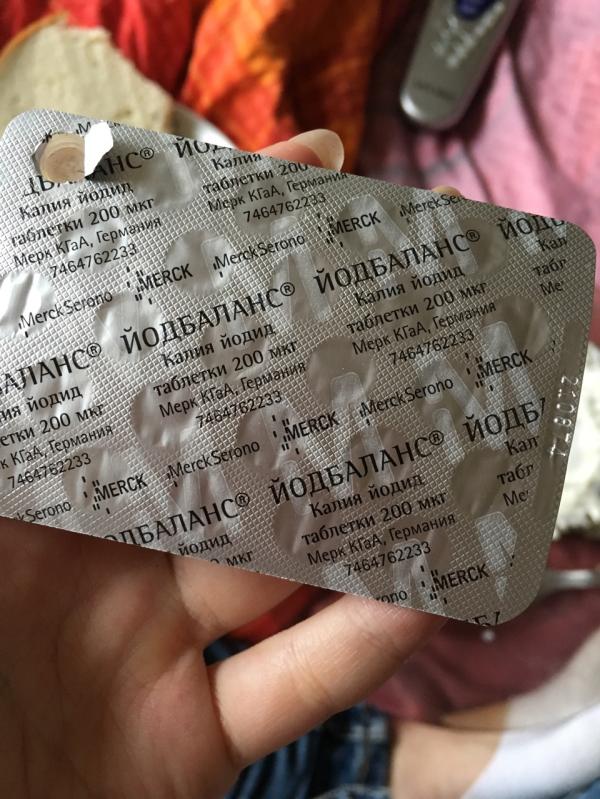 ЙОДБАЛАНС®
Калия йодид
таблетки 200 мкг
Мерк КГаА, Германия
7464762233
MERCK
MerckSerono
ЙОДБАЛАНС®
Калия йодид
таблетки 200 мкг
Мерк КГаА, Германия
7464762233
MERCK
MerckSerono
ЙОДБАЛАНС®
Калия йодид
таблетки 200 мкг
Мерк КГаА, Германия
7464762233
MERCK
MerckSerono
ЙОДБАЛАНС®
Калия йодид
таблетки 200 мкг
Мерк КГаА, Германия
7464762233
MERCK